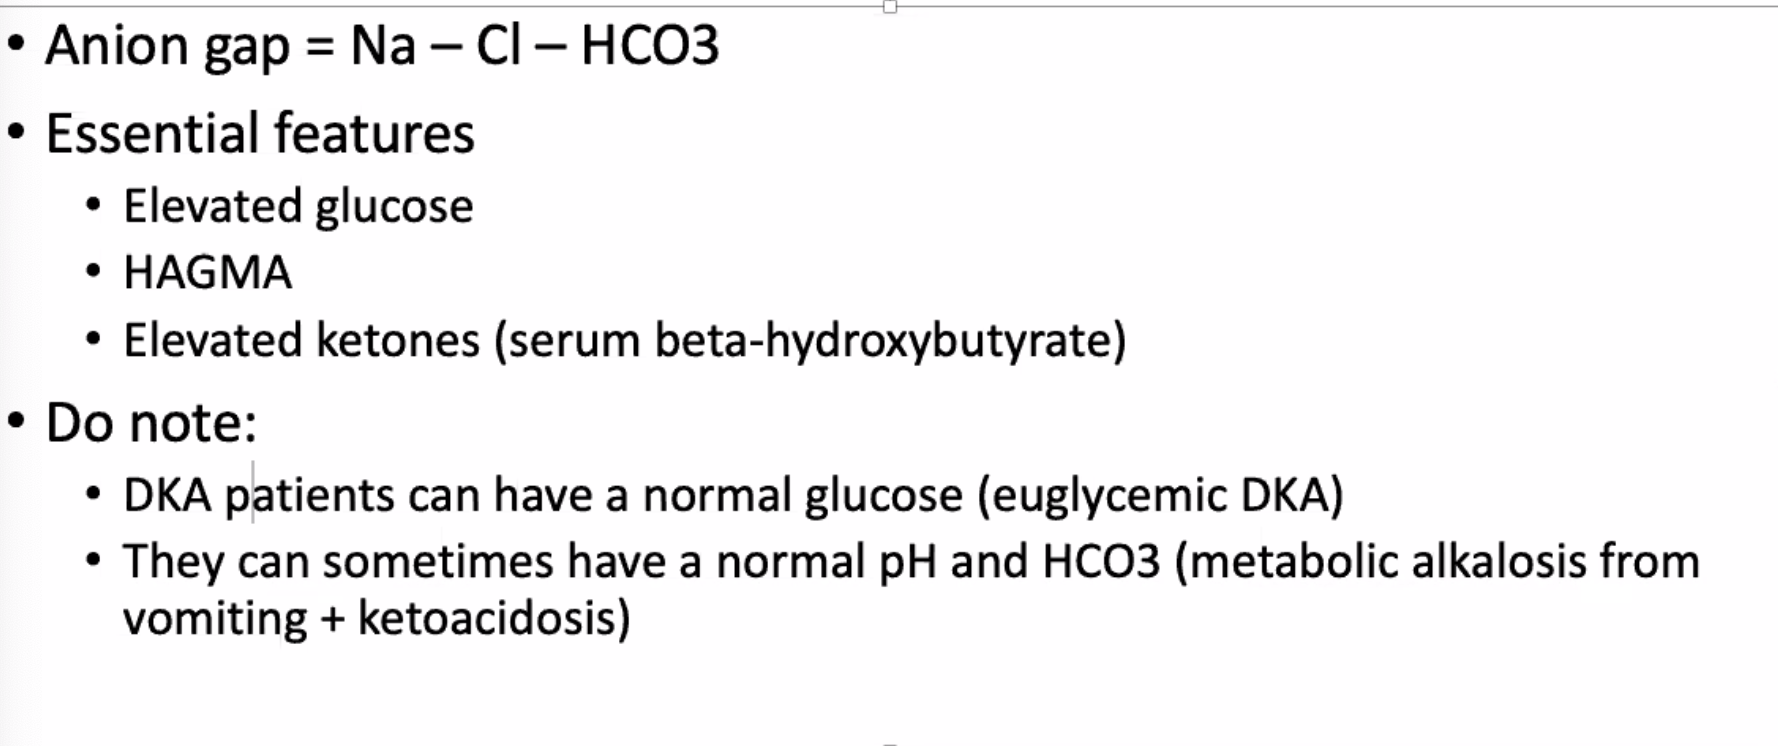 • Anion gap = Na – Cl – HCO3
• Essential features
• Elevated glucose
• HAGMA
• Elevated ketones (serum beta-hydroxybutyrate)
• Do note:
• DKA patients can have a normal glucose (euglycemic DKA)
• They can sometimes have a normal pH and HCO3 (metabolic alkalosis from
vomiting + ketoacidosis)